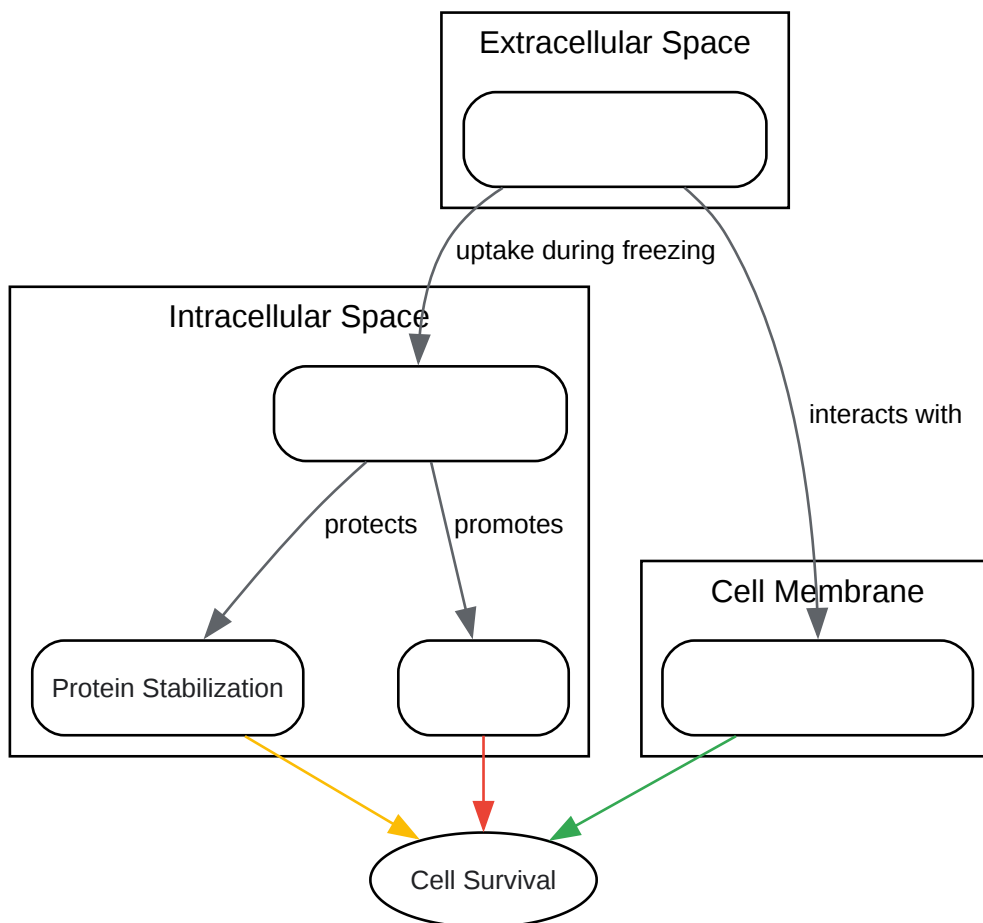 Extracellular Space
uptake during freezing
Intracellular Space
interacts with
protects
promotes
Cell Membrane
Protein Stabilization
Cell Survival